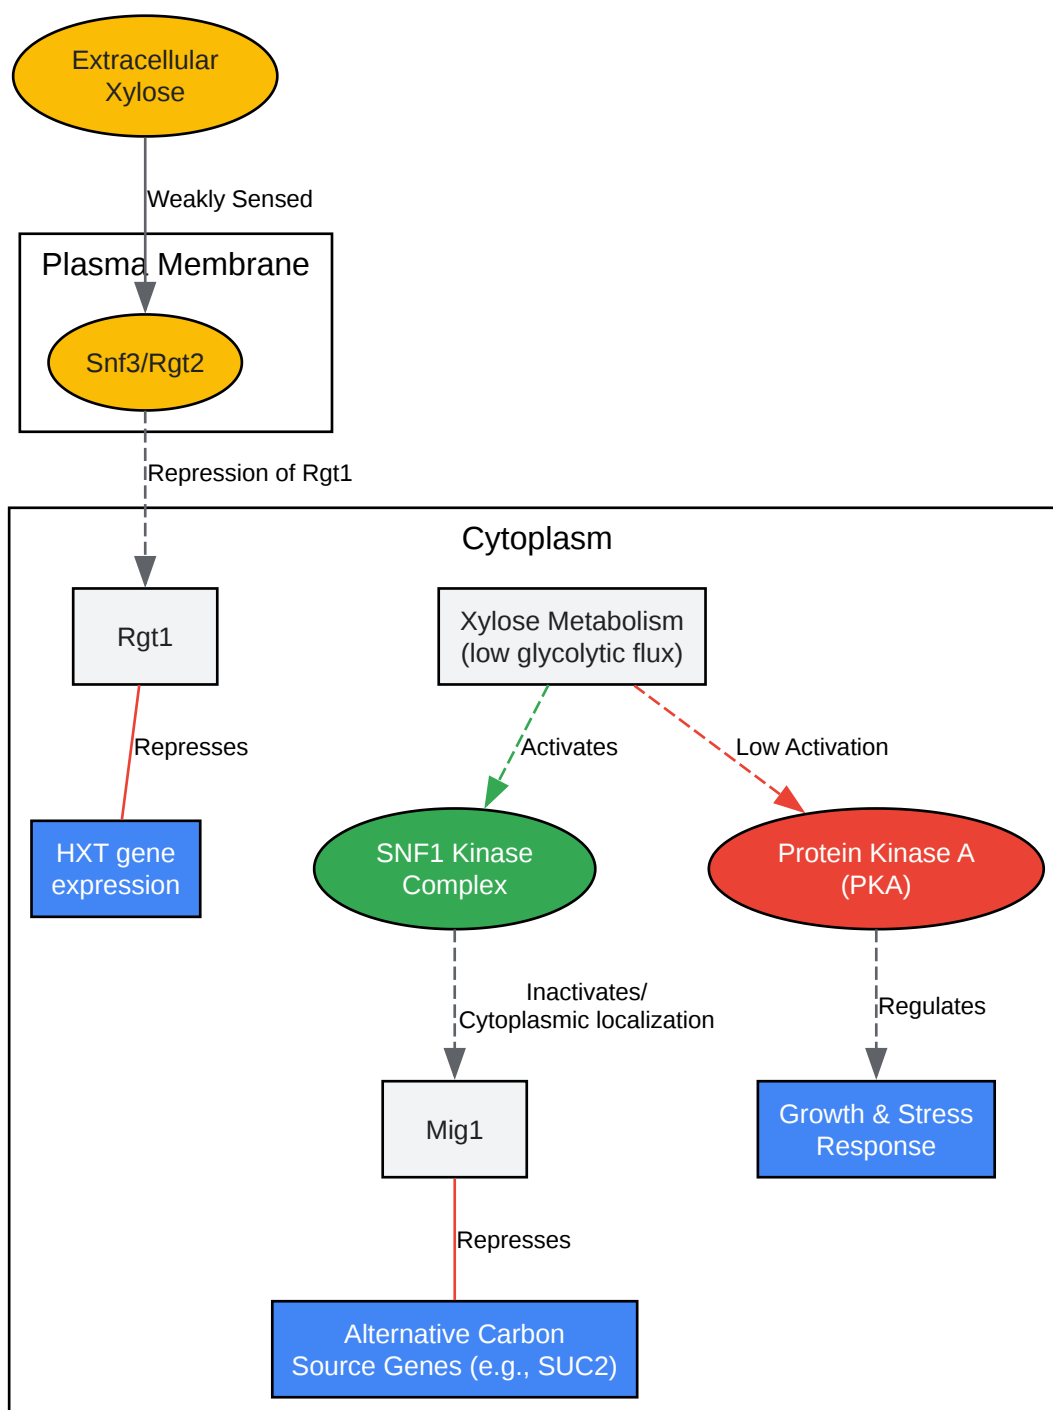 Extracellular
Xylose
Weakly Sensed
Plasma Membrane
Snf3/Rgt2
Repression of Rgt1
Cytoplasm
Rgt1
Xylose Metabolism
(low glycolytic flux)
Represses
Activates
Low Activation
HXT gene
expression
SNF1 Kinase
Complex
Protein Kinase A
(PKA)
Inactivates/
Cytoplasmic localization
Regulates
Mig1
Growth & Stress
Response
Represses
Alternative Carbon
Source Genes (e.g., SUC2)